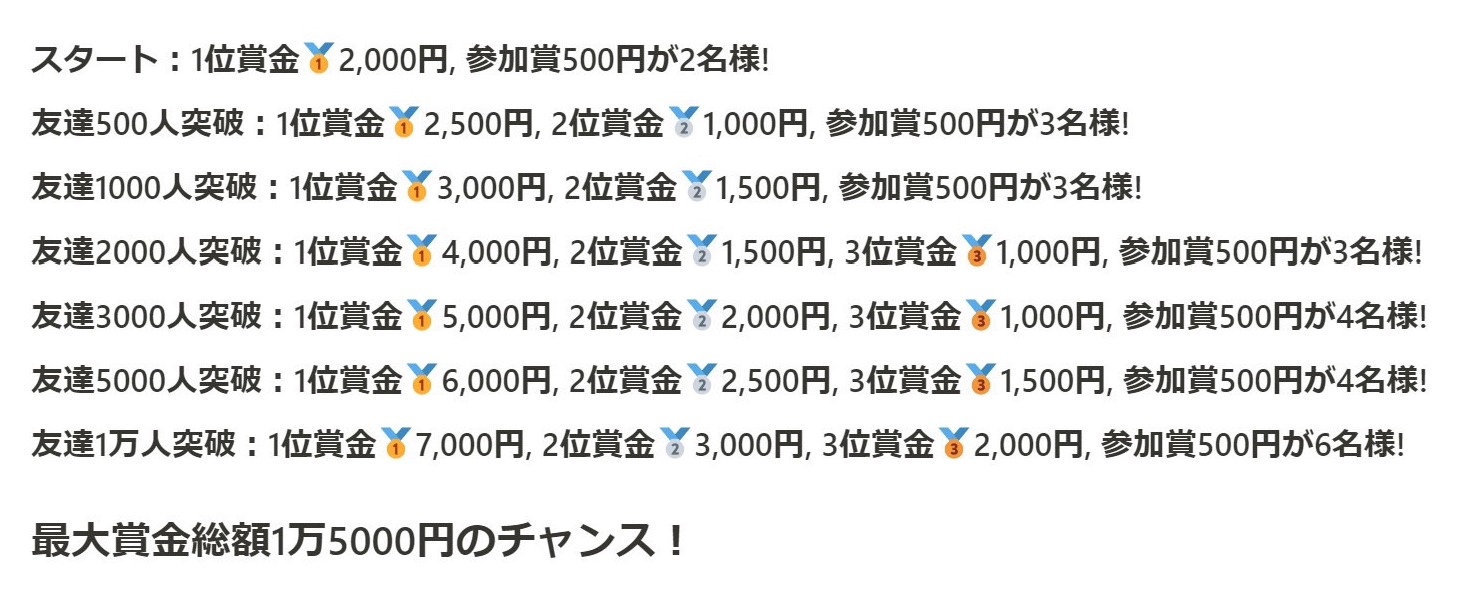 スタート：1位賞金🥇2,000円, 参加賞500円が2名様!
友達500人突破：1位賞金🥇2,500円, 2位賞金🥈1,000円, 参加賞500円が3名様!
友達1000人突破：1位賞金🥇3,000円, 2位賞金🥈1,500円, 参加賞500円が3名様!
友達2000人突破：1位賞金🥇4,000円, 2位賞金🥈1,500円, 3位賞金🥉1,000円, 参加賞500円が3名様!
友達3000人突破：1位賞金🥇5,000円, 2位賞金🥈2,000円, 3位賞金🥉1,000円, 参加賞500円が4名様!
友達5000人突破：1位賞金🥇6,000円, 2位賞金🥈2,500円, 3位賞金🥉1,500円, 参加賞500円が4名様!
友達1万人突破：1位賞金🥇7,000円, 2位賞金🥈3,000円, 3位賞金🥉2,000円, 参加賞500円が6名様!
最大賞金総額1万5000円のチャンス！